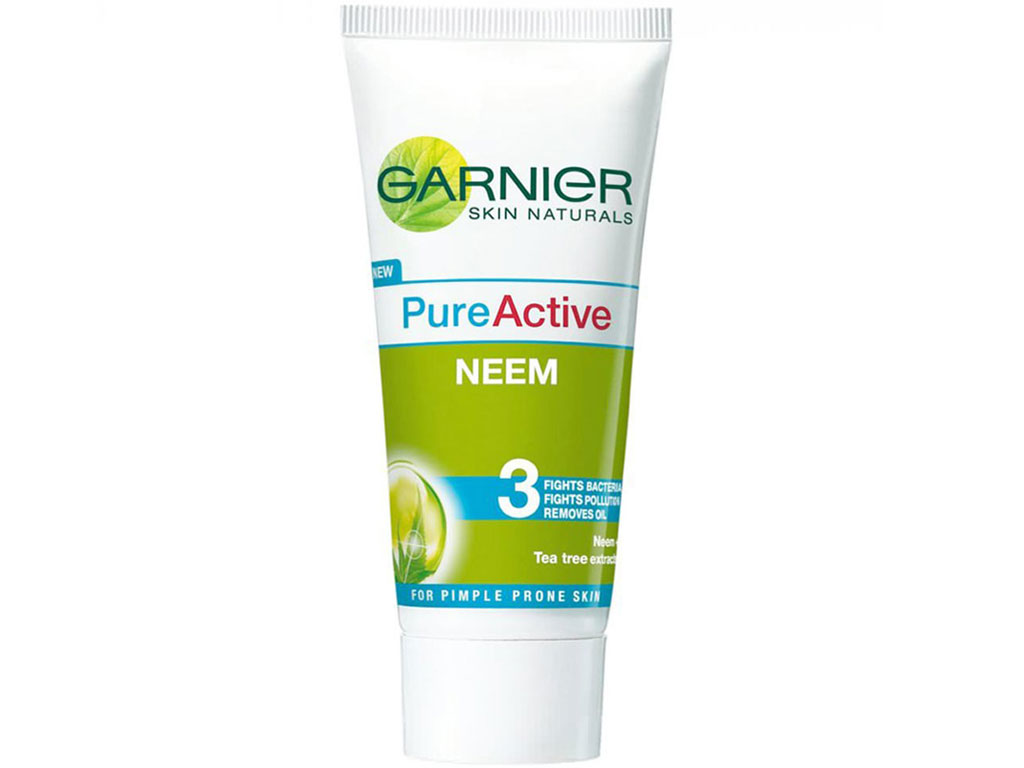 GARNIER
SKIN NATURALS
NEW
PureActive
NEEM
3
FIGHTS BACTERIA
FIGHTS POLLUTION
REMOVES OIL
Neem +
Tea tree extracts
FOR PIMPLE PRONE SKIN